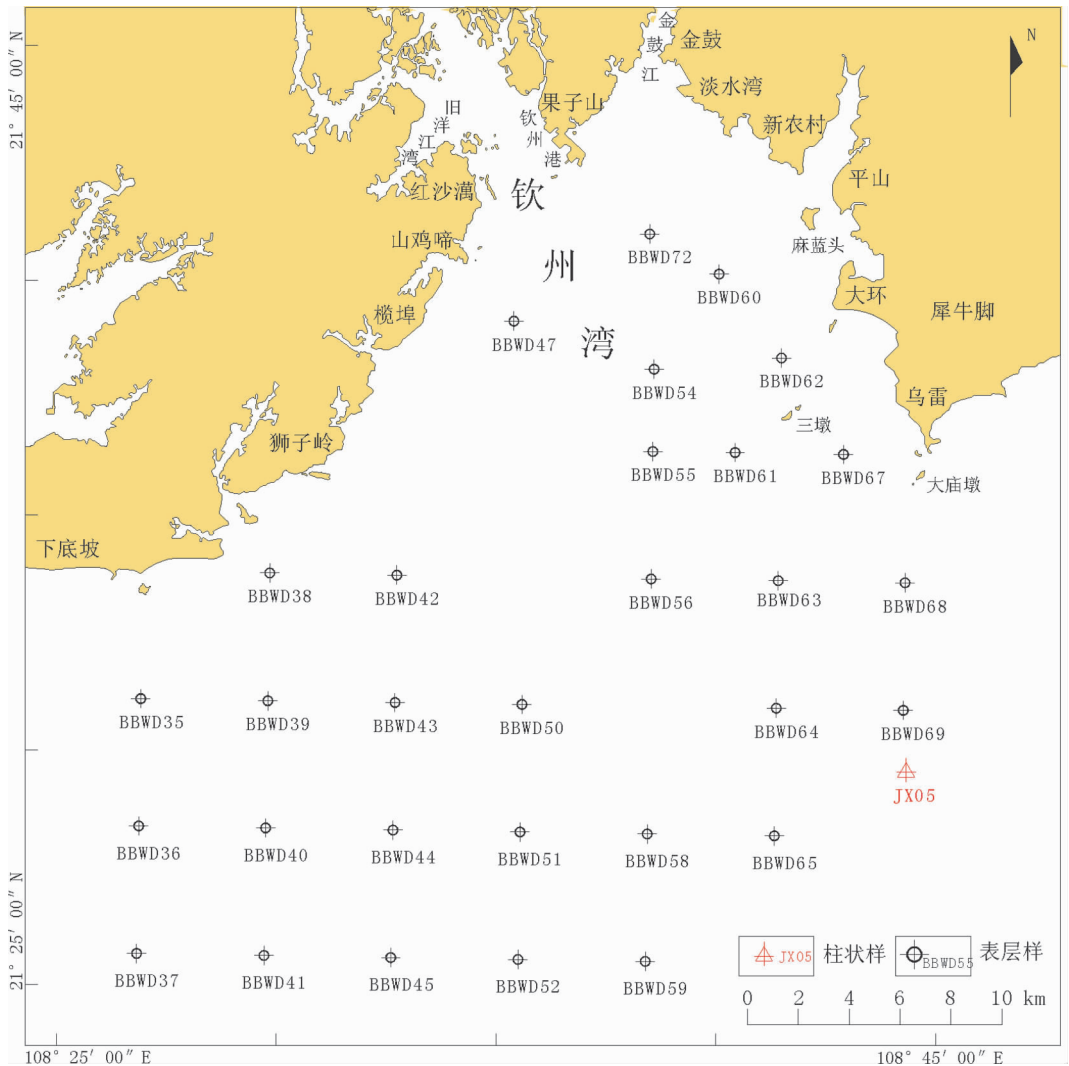 21° 45′ 00″ N
N
金
鼓
江
金鼓
淡水湾
新农村
果子山
钦
州
港
旧
洋
江
湾
红沙澫
平山
钦
州
湾
山鸡啼
麻蓝头
BBWD72
BBWD60
大环
犀牛脚
榄埠
BBWD47
BBWD54
BBWD62
乌雷
三墩
狮子岭
BBWD55
BBWD61
BBWD67
大庙墩
下底坡
BBWD38
BBWD42
BBWD56
BBWD63
BBWD68
BBWD35
BBWD39
BBWD43
BBWD50
BBWD64
BBWD69
JX05
BBWD36
BBWD40
BBWD44
BBWD51
BBWD58
BBWD65
21° 25′ 00″ N
BBWD37
BBWD41
BBWD45
BBWD52
BBWD59
JX05 柱状样
BBWD55 表层样
0 2 4 6 8 10 km
108° 25′ 00″ E
108° 45′ 00″ E